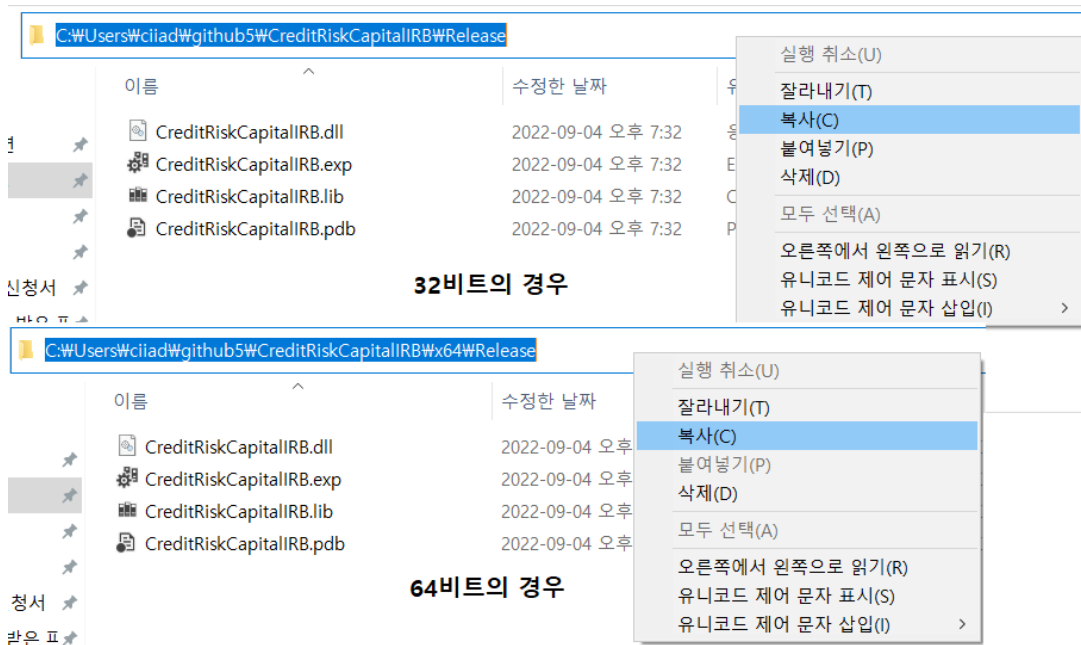 C:₩Users₩ciiad₩github5₩CreditRiskCapitalIRB₩Release
이름 수정한 날짜
CreditRiskCapitalIRB.dll 2022-09-04 오후 7:32
CreditRiskCapitalIRB.exp 2022-09-04 오후 7:32 E
CreditRiskCapitalIRB.lib 2022-09-04 오후 7:32
CreditRiskCapitalIRB.pdb 2022-09-04 오후 7:32 P
신청서
32비트의 경우
실행 취소(U)
잘라내기(T)
복사(C)
붙여넣기(P)
삭제(D)
모두 선택(A)
오른쪽에서 왼쪽으로 읽기(R)
유니코드 제어 문자 표시(S)
유니코드 제어 문자 삽입(I)
C:₩Users₩ciiad₩github5₩CreditRiskCapitalIRB₩x64₩Release
이름 수정한 날짜
CreditRiskCapitalIRB.dll 2022-09-04 오후
CreditRiskCapitalIRB.exp 2022-09-04 오후
CreditRiskCapitalIRB.lib 2022-09-04 오후
CreditRiskCapitalIRB.pdb 2022-09-04 오후
청서
받은 프
64비트의 경우
실행 취소(U)
잘라내기(T)
복사(C)
붙여넣기(P)
삭제(D)
모두 선택(A)
오른쪽에서 왼쪽으로 읽기(R)
유니코드 제어 문자 표시(S)
유니코드 제어 문자 삽입(I)